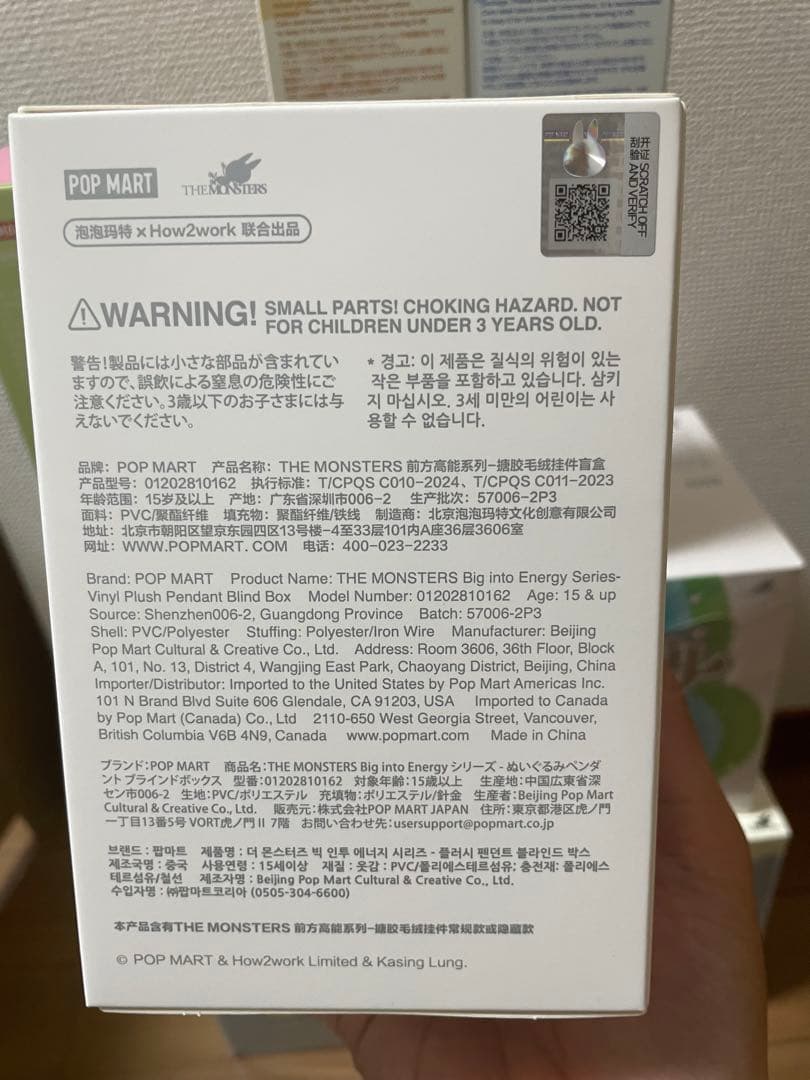 POP MART THE MONSTERS
泡泡玛特×How2work 联合出品
刮开验证 SCRATCH OFF AND VERIFY
WARNING! SMALL PARTS! CHOKING HAZARD. NOT
FOR CHILDREN UNDER 3 YEARS OLD.
警告!製品には小さな部品が含まれてい
ますので、誤飲による窒息の危険性にご
注意ください。3歳以下のお子さまには与
えないでください。
* 경고: 이 제품은 질식의 위험이 있는
작은 부품을 포함하고 있습니다. 삼키
지 마십시오. 3세 미만의 어린이는 사
용할 수 없습니다.
品牌: POP MART 产品名称: THE MONSTERS 前方高能系列-搪胶毛绒挂件盲盒
产品型号: 01202810162 执行标准: T/CPQS C010-2024、T/CPQS C011-2023
年龄范围: 15岁及以上 产地: 广东省深圳市006-2 生产批次: 57006-2P3
面料: PVC/聚酯纤维 填充物: 聚酯纤维/铁线 制造商: 北京泡泡玛特文化创意有限公司
地址: 北京市朝阳区望京东园四区13号楼-4至33层101内A座36层3606室
网址: WWW.POPMART. COM 电话: 400-023-2233
Brand: POP MART Product Name: THE MONSTERS Big into Energy Series-
Vinyl Plush Pendant Blind Box Model Number: 01202810162 Age: 15 & up
Source: Shenzhen006-2, Guangdong Province Batch: 57006-2P3
Shell: PVC/Polyester Stuffing: Polyester/Iron Wire Manufacturer: Beijing
Pop Mart Cultural & Creative Co., Ltd. Address: Room 3606, 36th Floor, Block
A, 101, No. 13, District 4, Wangjing East Park, Chaoyang District, Beijing, China
Importer/Distributor: Imported to the United States by Pop Mart Americas Inc.
101 N Brand Blvd Suite 606 Glendale, CA 91203, USA Imported to Canada
by Pop Mart (Canada) Co., Ltd 2110-650 West Georgia Street, Vancouver,
British Columbia V6B 4N9, Canada www.popmart.com Made in China
ブランド:POP MART 商品名:THE MONSTERS Big into Energy シリーズ - ぬいぐるみペンダ
ント ブラインドボックス 型番:01202810162 対象年齢:15歳以上 生産地:中国広東省深
セン市006-2 生地:PVC/ポリエステル 充填物:ポリエステル/針金 生産者:Beijing Pop Mart
Cultural & Creative Co., Ltd. 販売元:株式会社POP MART JAPAN 住所:東京都港区虎ノ門
一丁目13番5号 VORT虎ノ門Ⅱ 7階 お問い合わせ先:usersupport@popmart.co.jp
브랜드 : 팝마트 제품명 : 더 몬스터즈 빅 인투 에너지 시리즈 - 플러시 펜던트 블라인드 박스
제조국명 : 중국 사용연령 : 15세이상 재질 : 옷감 : PVC/폴리에스테르섬유; 충전재: 폴리에스
테르섬유/철선 제조자명 : Beijing Pop Mart Cultural & Creative Co., Ltd.
수입자명 : ㈜팝마트코리아 (0505-304-6600)
本产品含有THE MONSTERS 前方高能系列-搪胶毛绒挂件常规款或隐藏款
© POP MART & How2work Limited & Kasing Lung.